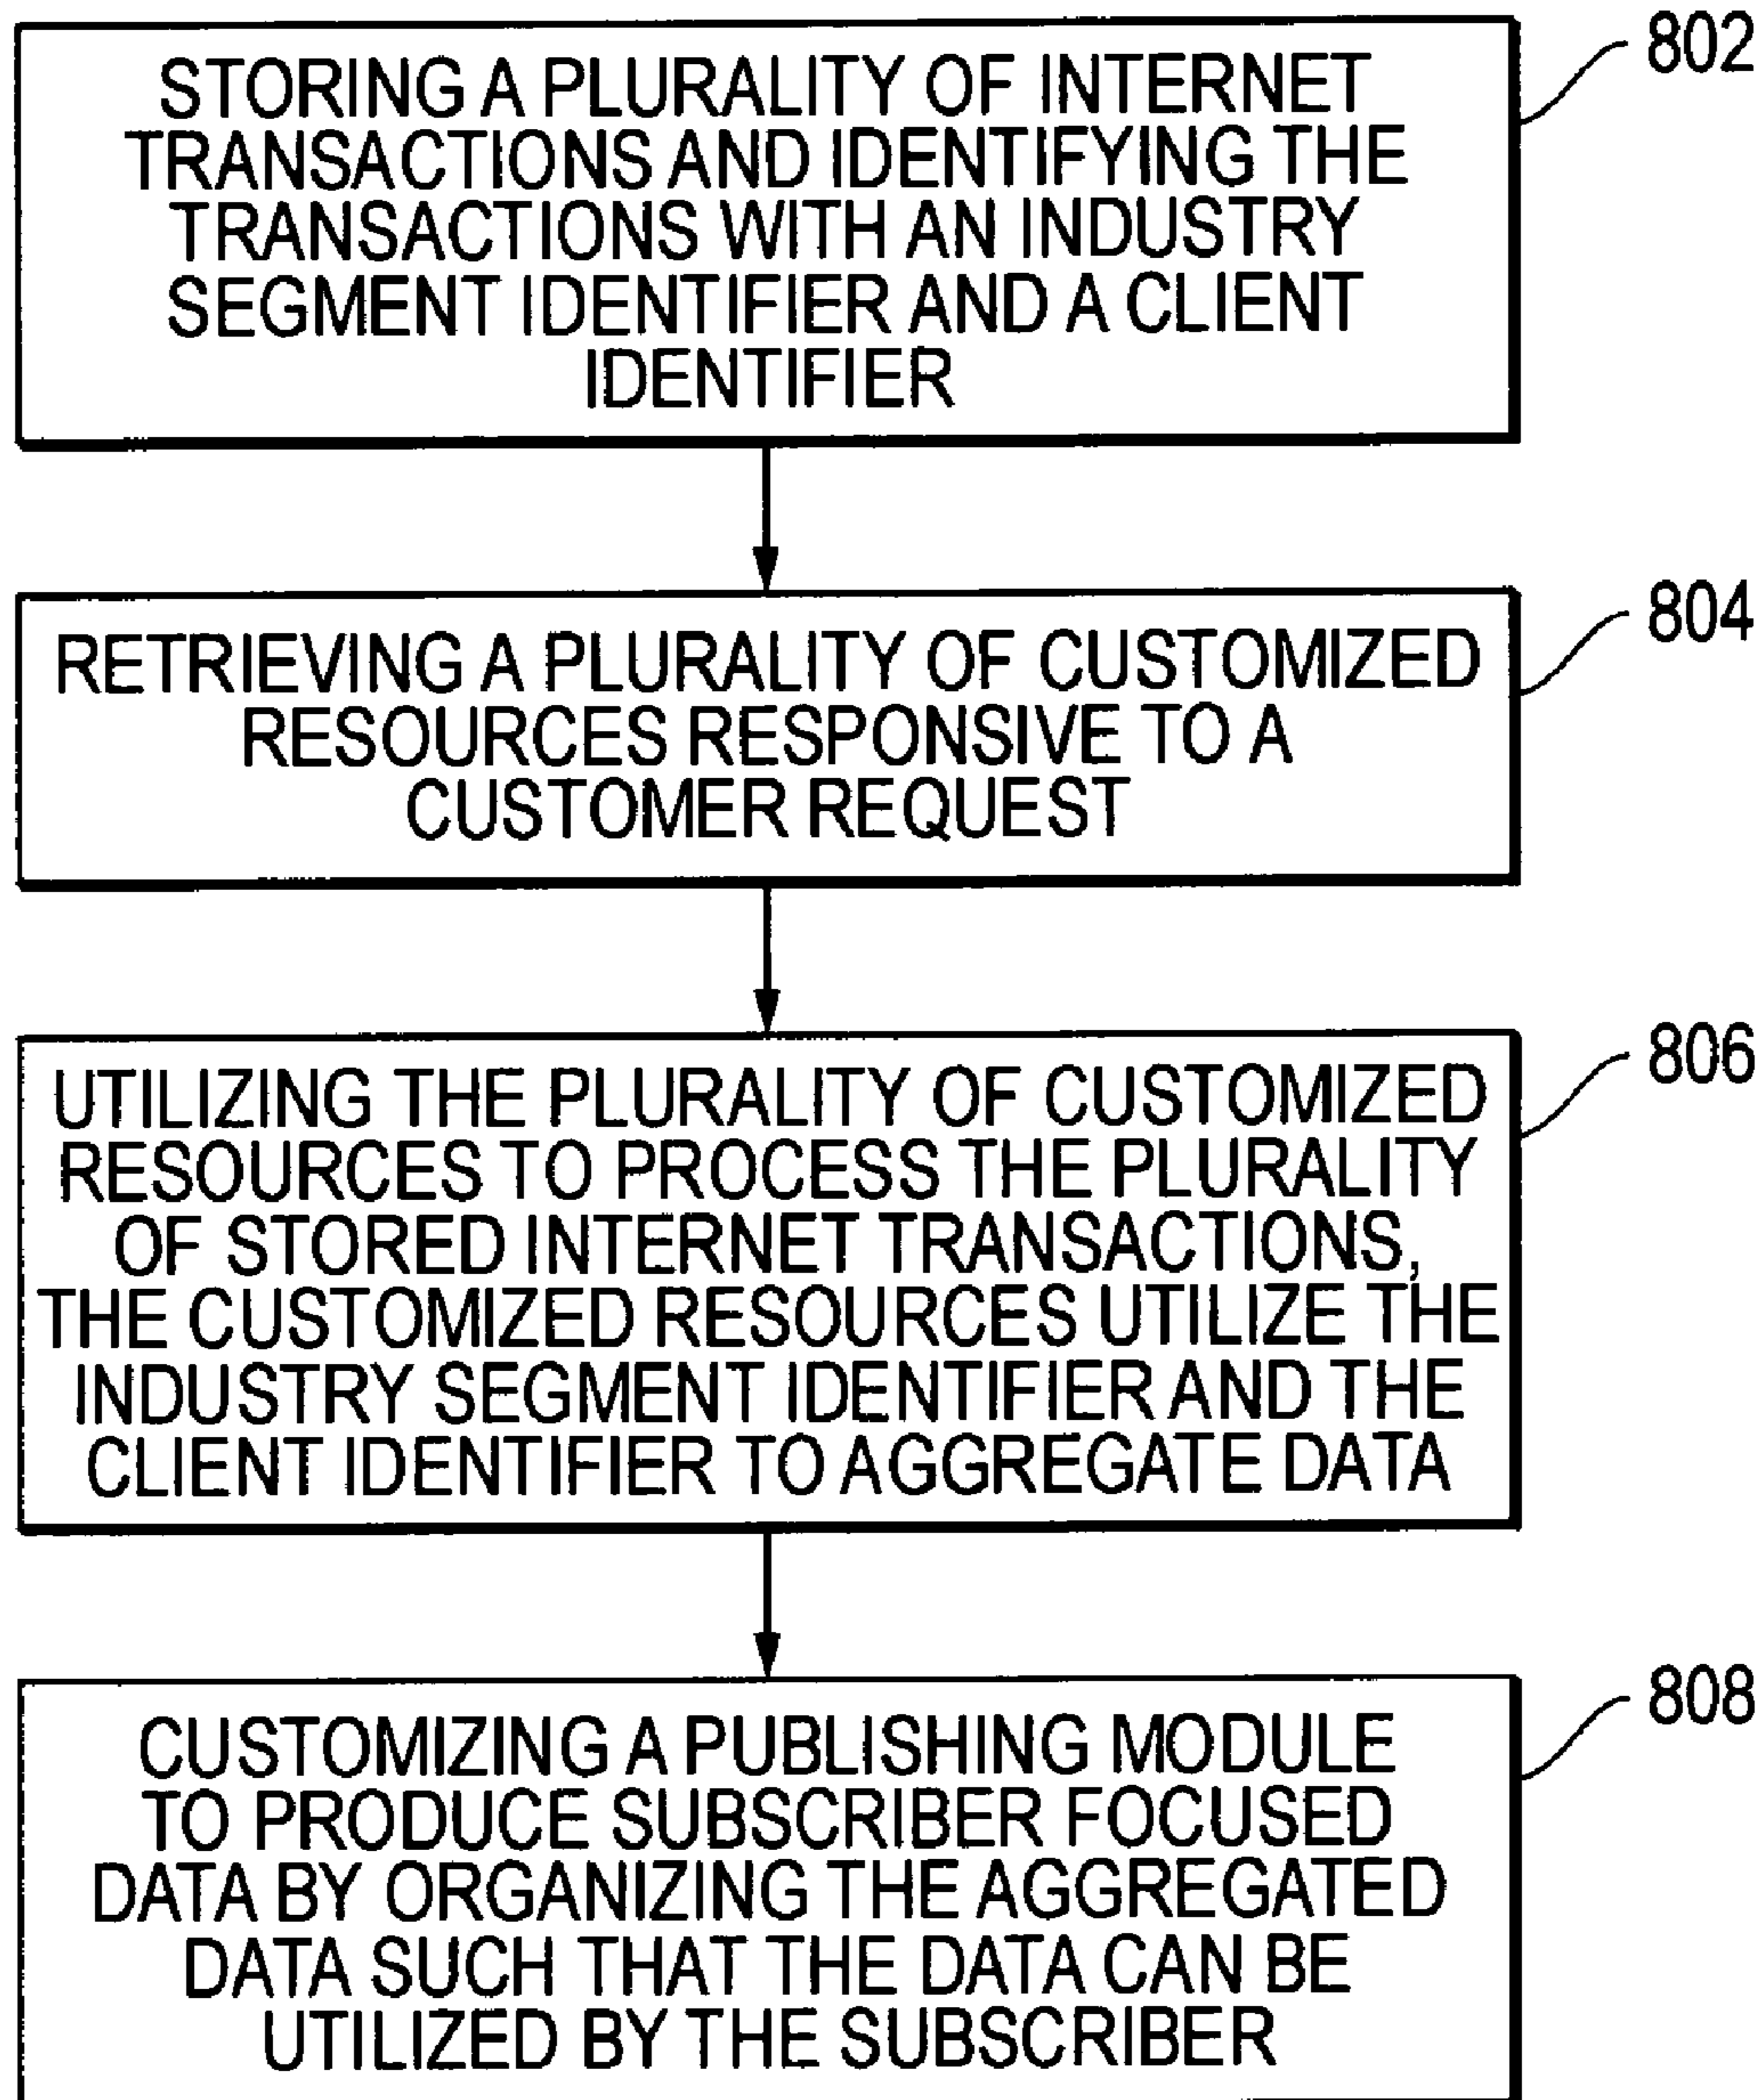 802
STORING A PLURALITY OF INTERNET
TRANSACTIONS AND IDENTIFYING THE
TRANSACTIONS WITH AN INDUSTRY
SEGMENT IDENTIFIER AND A CLIENT
IDENTIFIER
804
RETRIEVING A PLURALITY OF CUSTOMIZED
RESOURCES RESPONSIVE TO A
CUSTOMER REQUEST
806
UTILIZING THE PLURALITY OF CUSTOMIZED
RESOURCES TO PROCESS THE PLURALITY
OF STORED INTERNET TRANSACTIONS,
THE CUSTOMIZED RESOURCES UTILIZE THE
INDUSTRY SEGMENT IDENTIFIER AND THE
CLIENT IDENTIFIER TO AGGREGATE DATA
808
CUSTOMIZING A PUBLISHING MODULE
TO PRODUCE SUBSCRIBER FOCUSED
DATA BY ORGANIZING THE AGGREGATED
DATA SUCH THAT THE DATA CAN BE
UTILIZED BY THE SUBSCRIBER